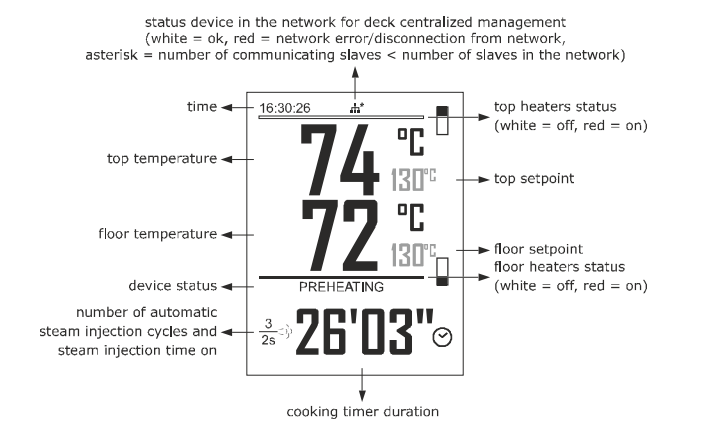 status device in the network for deck centralized management
(white = ok, red = network error/disconnection from network,
asterisk = number of communicating slaves < number of slaves in the network)
time
16:30:26
top heaters status
(white = off, red = on)
74 °C
top temperature
130°C
top setpoint
72 °C
floor temperature
130°C
floor setpoint
floor heaters status
(white = off, red = on)
device status
PREHEATING
number of automatic
steam injection cycles and
steam injection time on
3
2s
26'03"
cooking timer duration